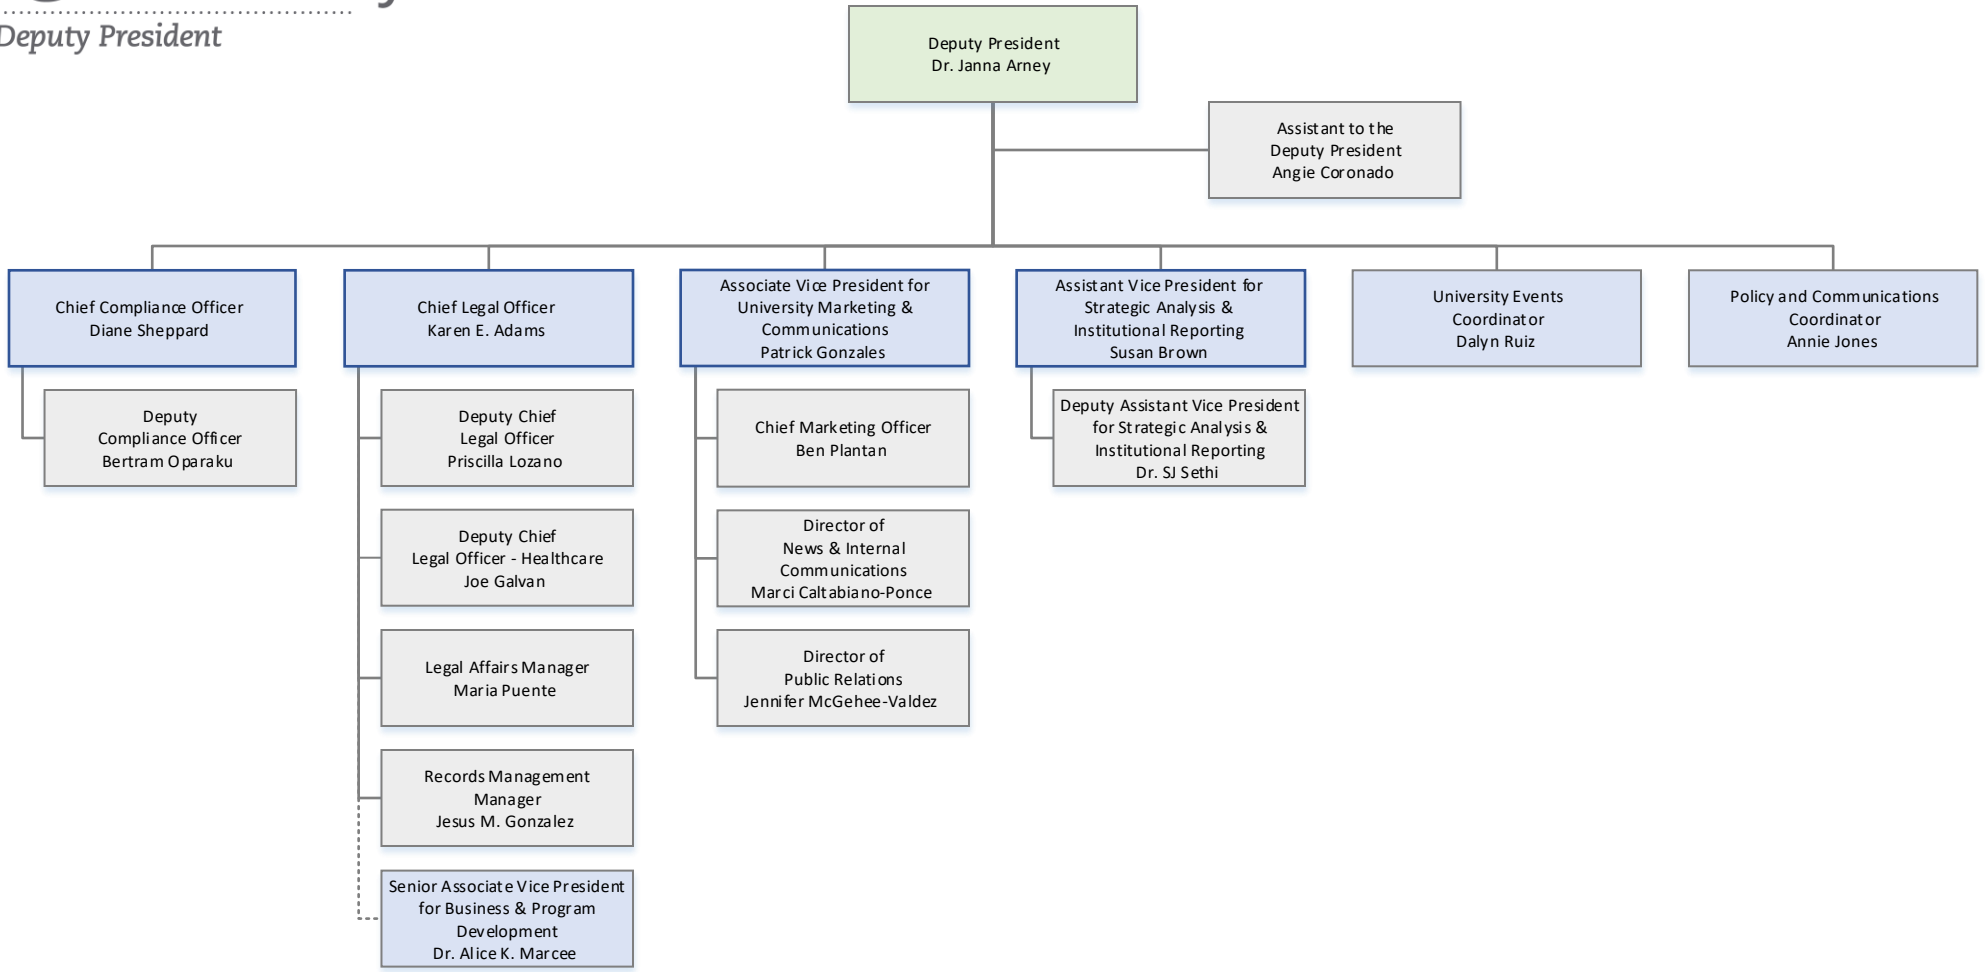 Deputy President
Deputy President
Dr. Janna Arney
Assistant to the
Deputy President
Angie Coronado
Chief Compliance Officer
Diane Sheppard
Chief Legal Officer
Karen E. Adams
Associate Vice President for
University Marketing &
Communications
Patrick Gonzales
Assistant Vice President for
Strategic Analysis &
Institutional Reporting
Susan Brown
University Events
Coordinator
Dalyn Ruiz
Policy and Communications
Coordinator
Annie Jones
Deputy
Compliance Officer
Bertram Oparaku
Deputy Chief
Legal Officer
Priscilla Lozano
Deputy Chief
Legal Officer - Healthcare
Joe Galvan
Legal Affairs Manager
Maria Puente
Records Management
Manager
Jesus M. Gonzalez
Senior Associate Vice President
for Business & Program
Development
Dr. Alice K. Marcee
Chief Marketing Officer
Ben Plantan
Director of
News & Internal
Communications
Marci Caltabiano-Ponce
Director of
Public Relations
Jennifer McGehee-Valdez
Deputy Assistant Vice President
for Strategic Analysis &
Institutional Reporting
Dr. SJ Sethi